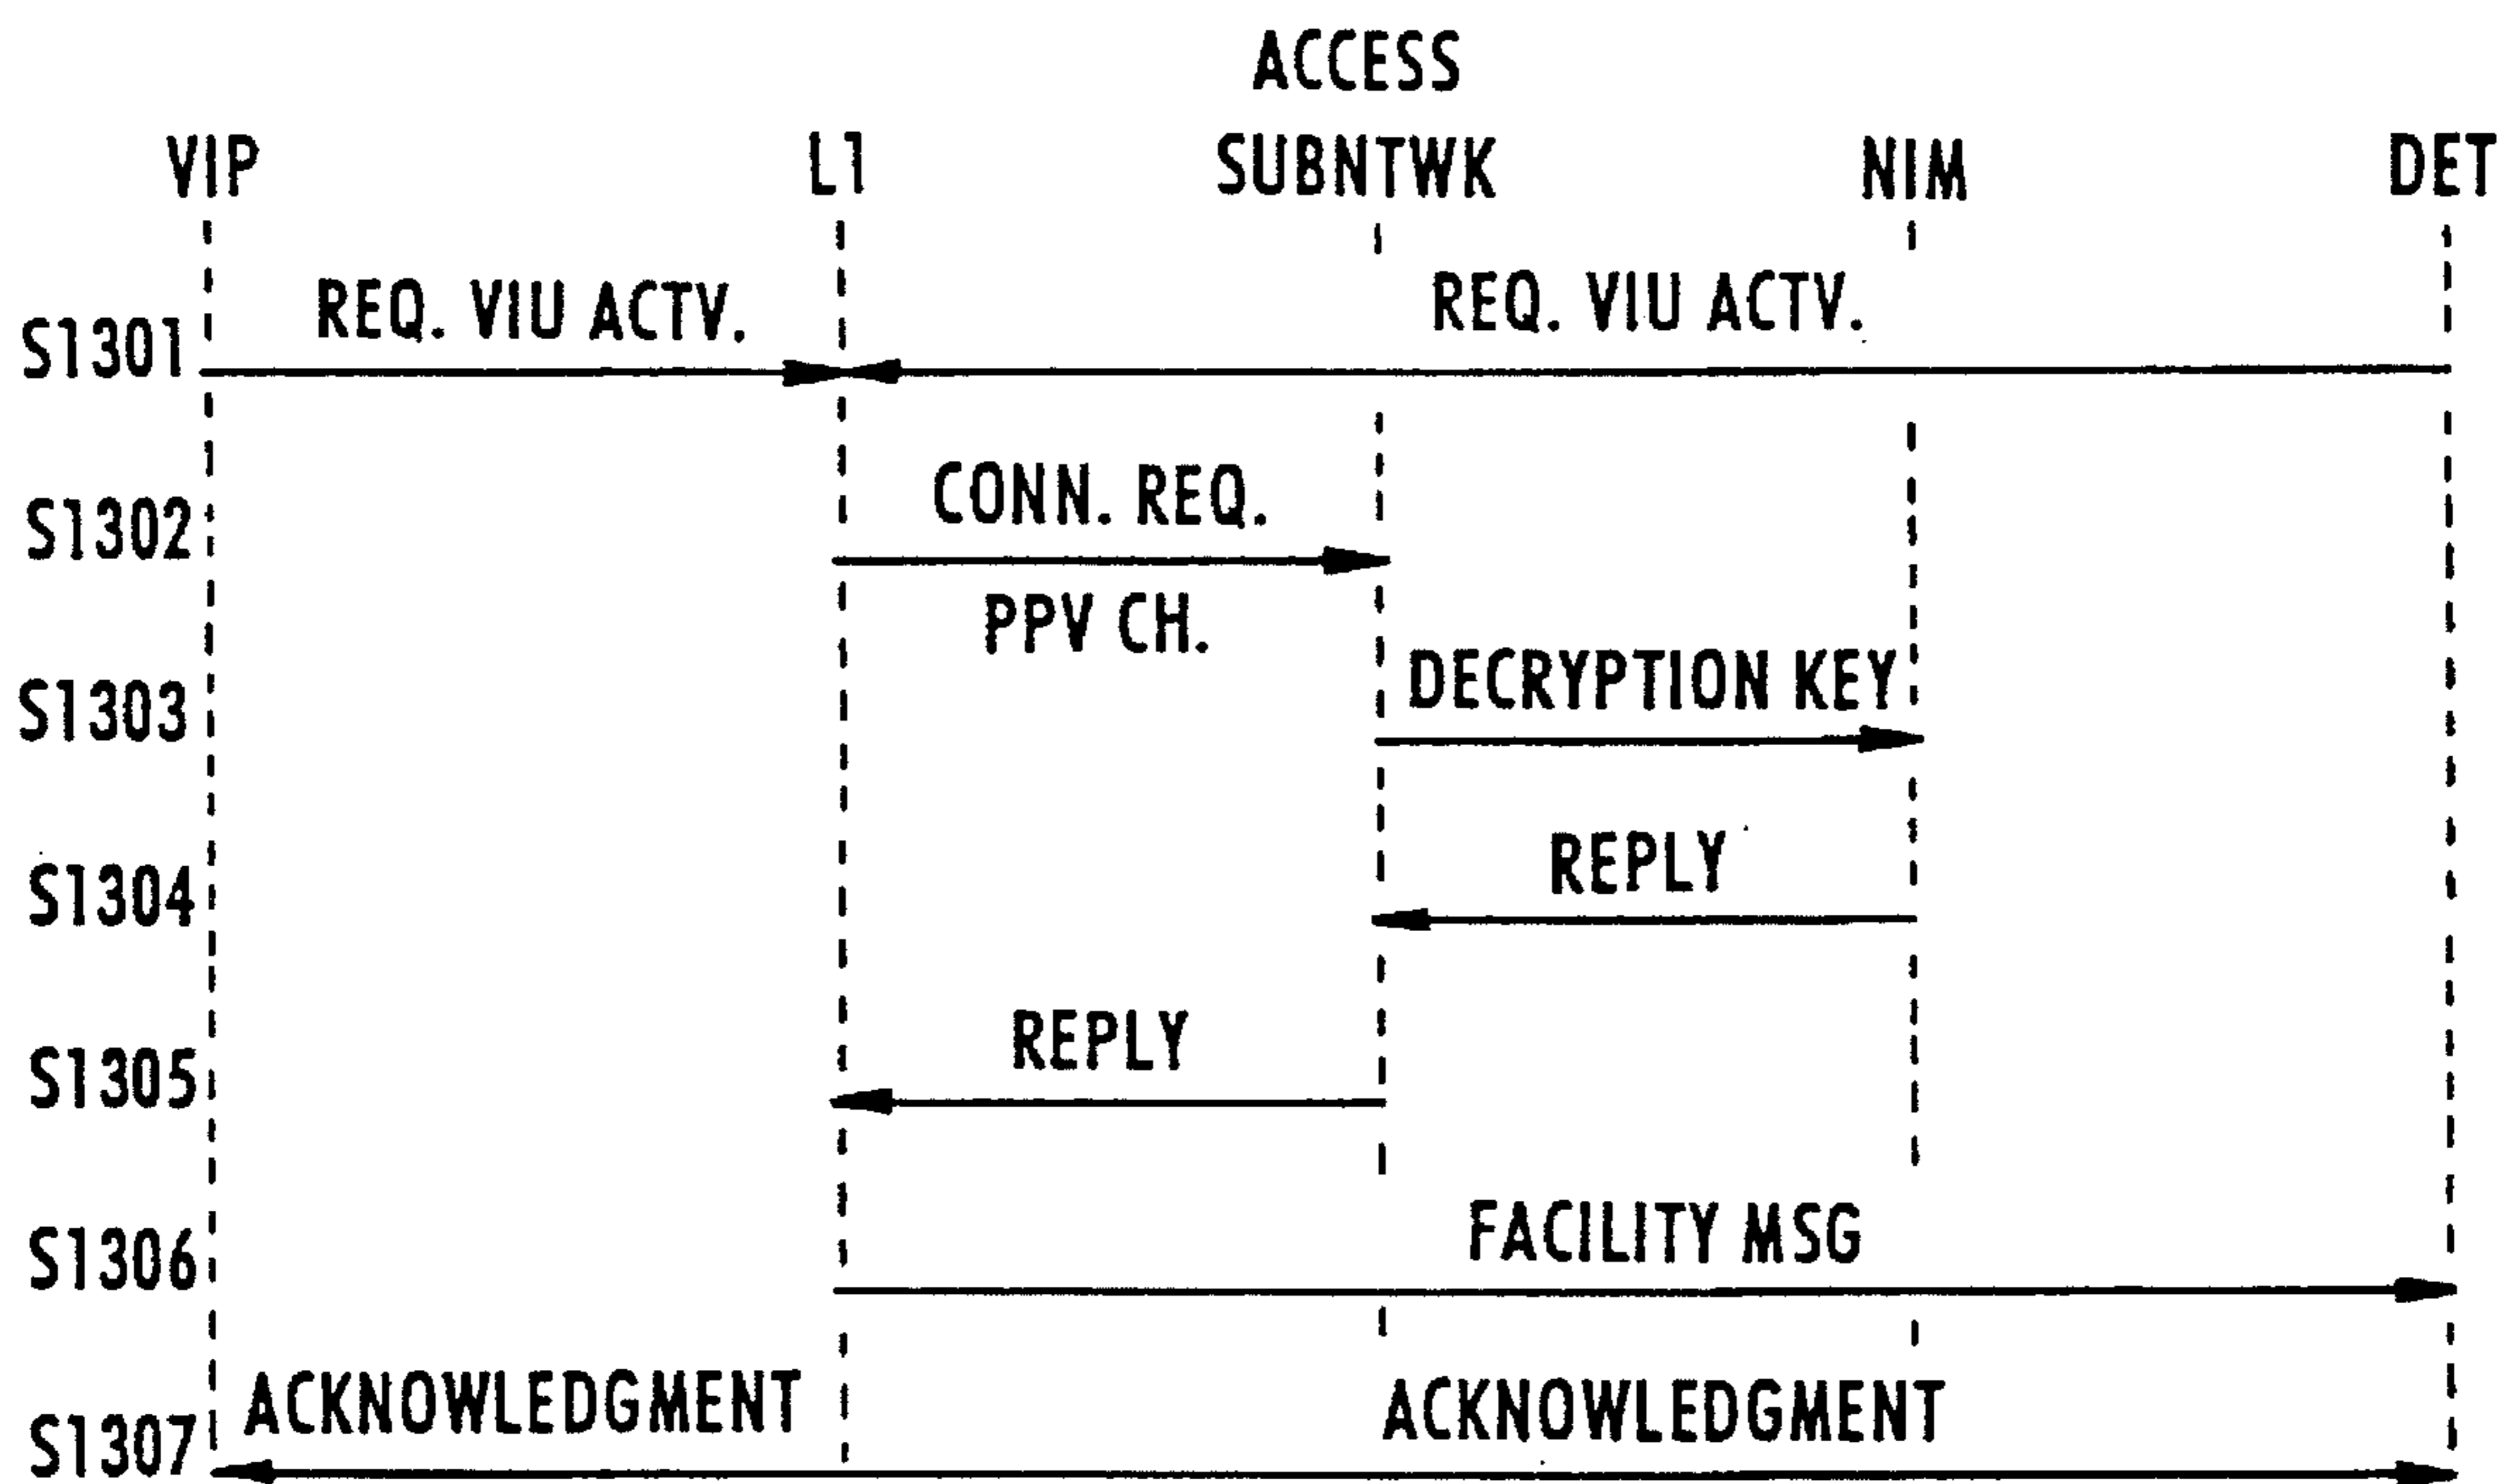 ACCESS
VIP L1 SUBNTWK NIM DET
REQ. VIU ACTV. REQ. VIU ACTV.
S1301
CONN. REQ.
S1302
PPV CH.
DECRYPTION KEY
S1303
REPLY
S1304
REPLY
S1305
FACILITY MSG
S1306
ACKNOWLEDGMENT ACKNOWLEDGMENT
S1307